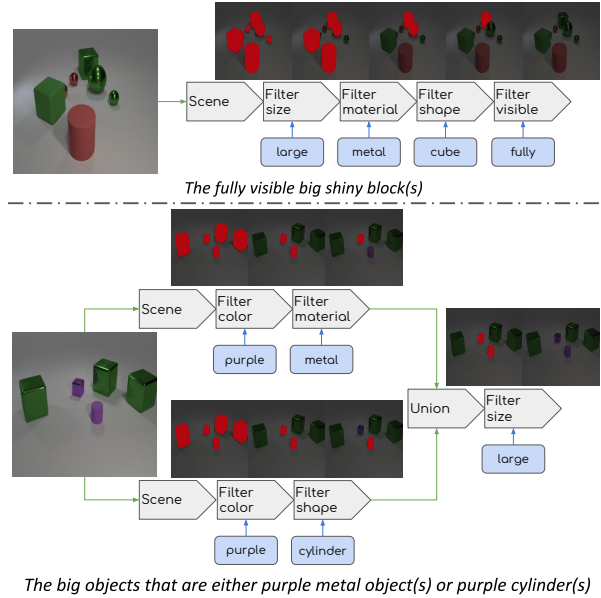 Scene
Filter
size
Filter
material
Filter
shape
Filter
visible
large
metal
cube
fully
The fully visible big shiny block(s)
Scene
Filter
color
Filter
material
purple
metal
Union
Filter
size
large
Scene
Filter
color
Filter
shape
purple
cylinder
The big objects that are either purple metal object(s) or purple cylinder(s)